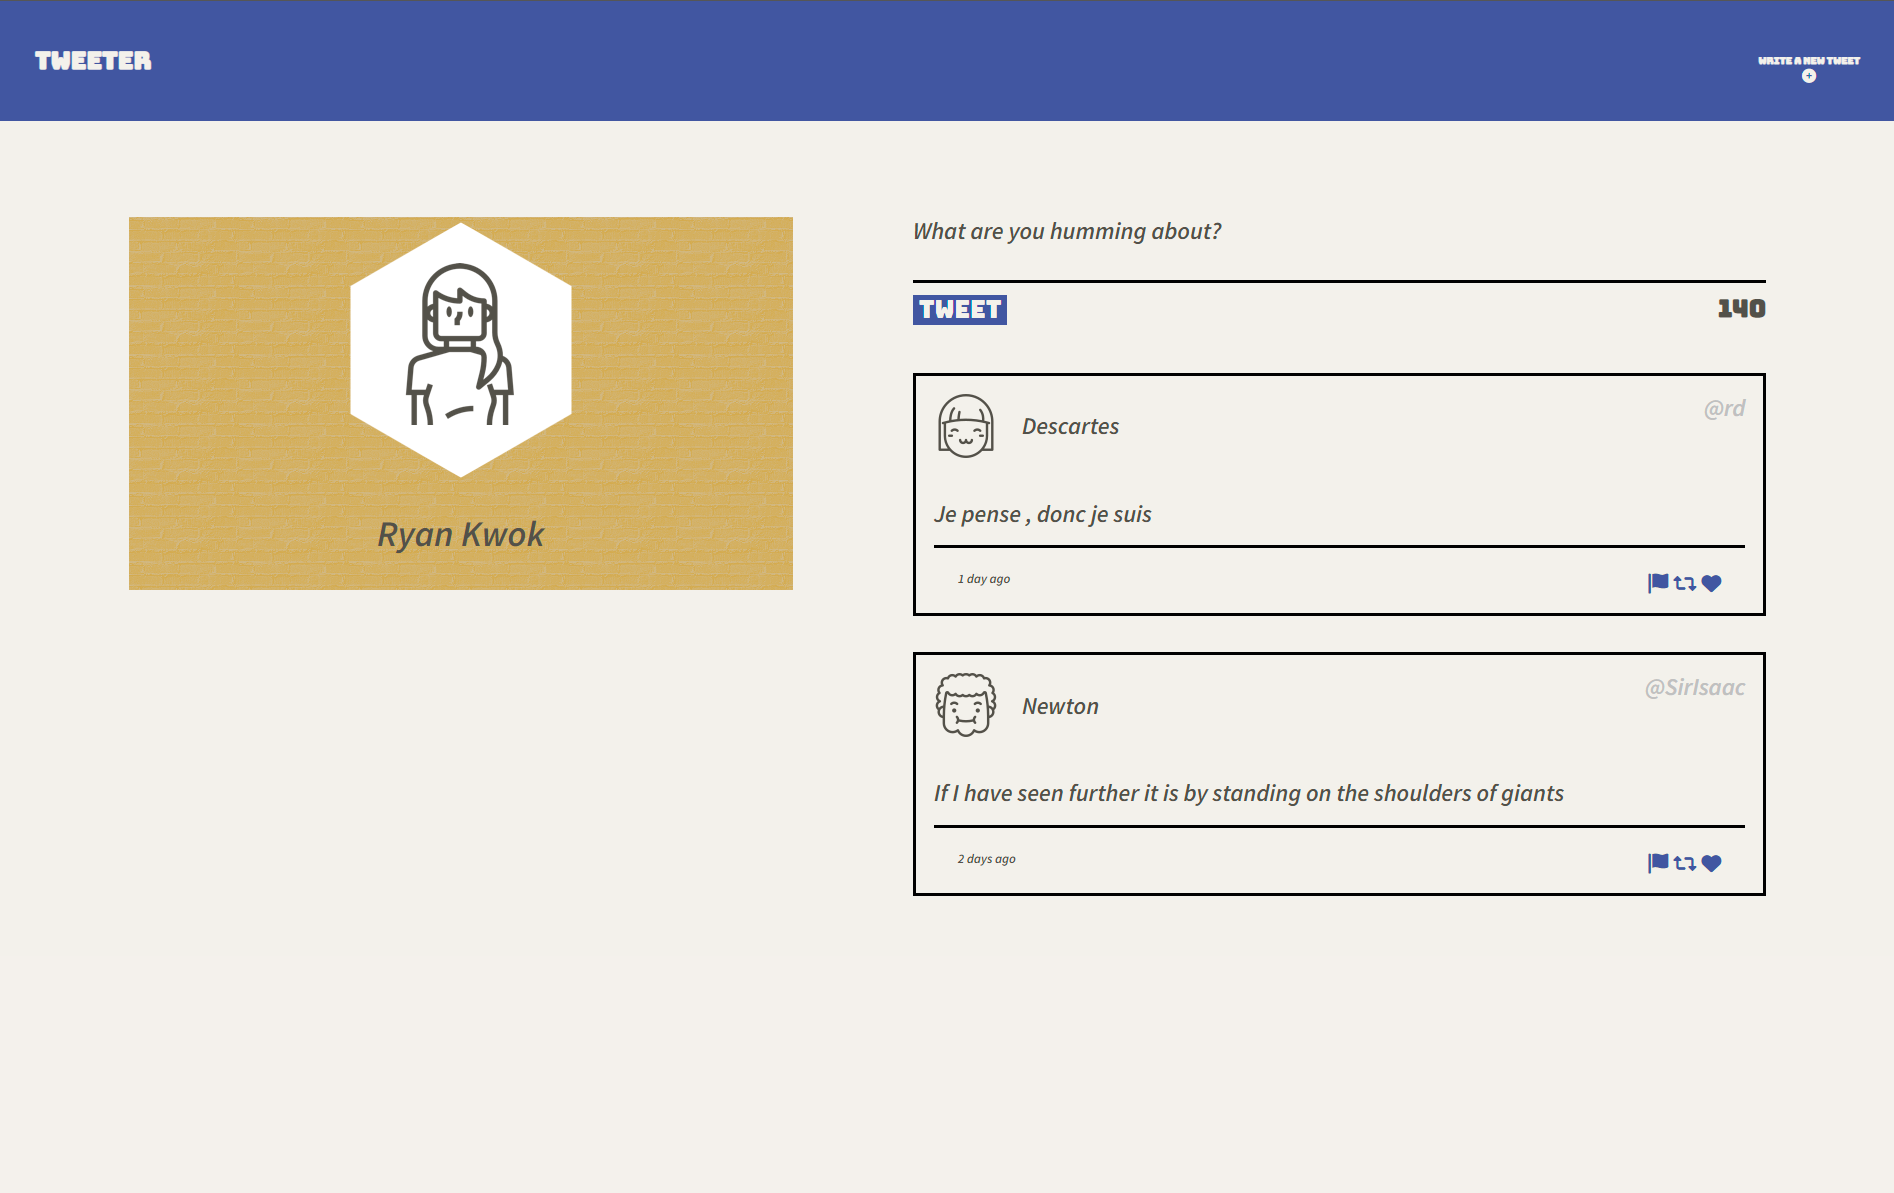 TWEETER
WRITE A NEW TWEET
Ryan Kwok
What are you humming about?
TWEET
140
Descartes
@rd
Je pense , donc je suis
1 day ago
Newton
@SirIsaac
If I have seen further it is by standing on the shoulders of giants
2 days ago